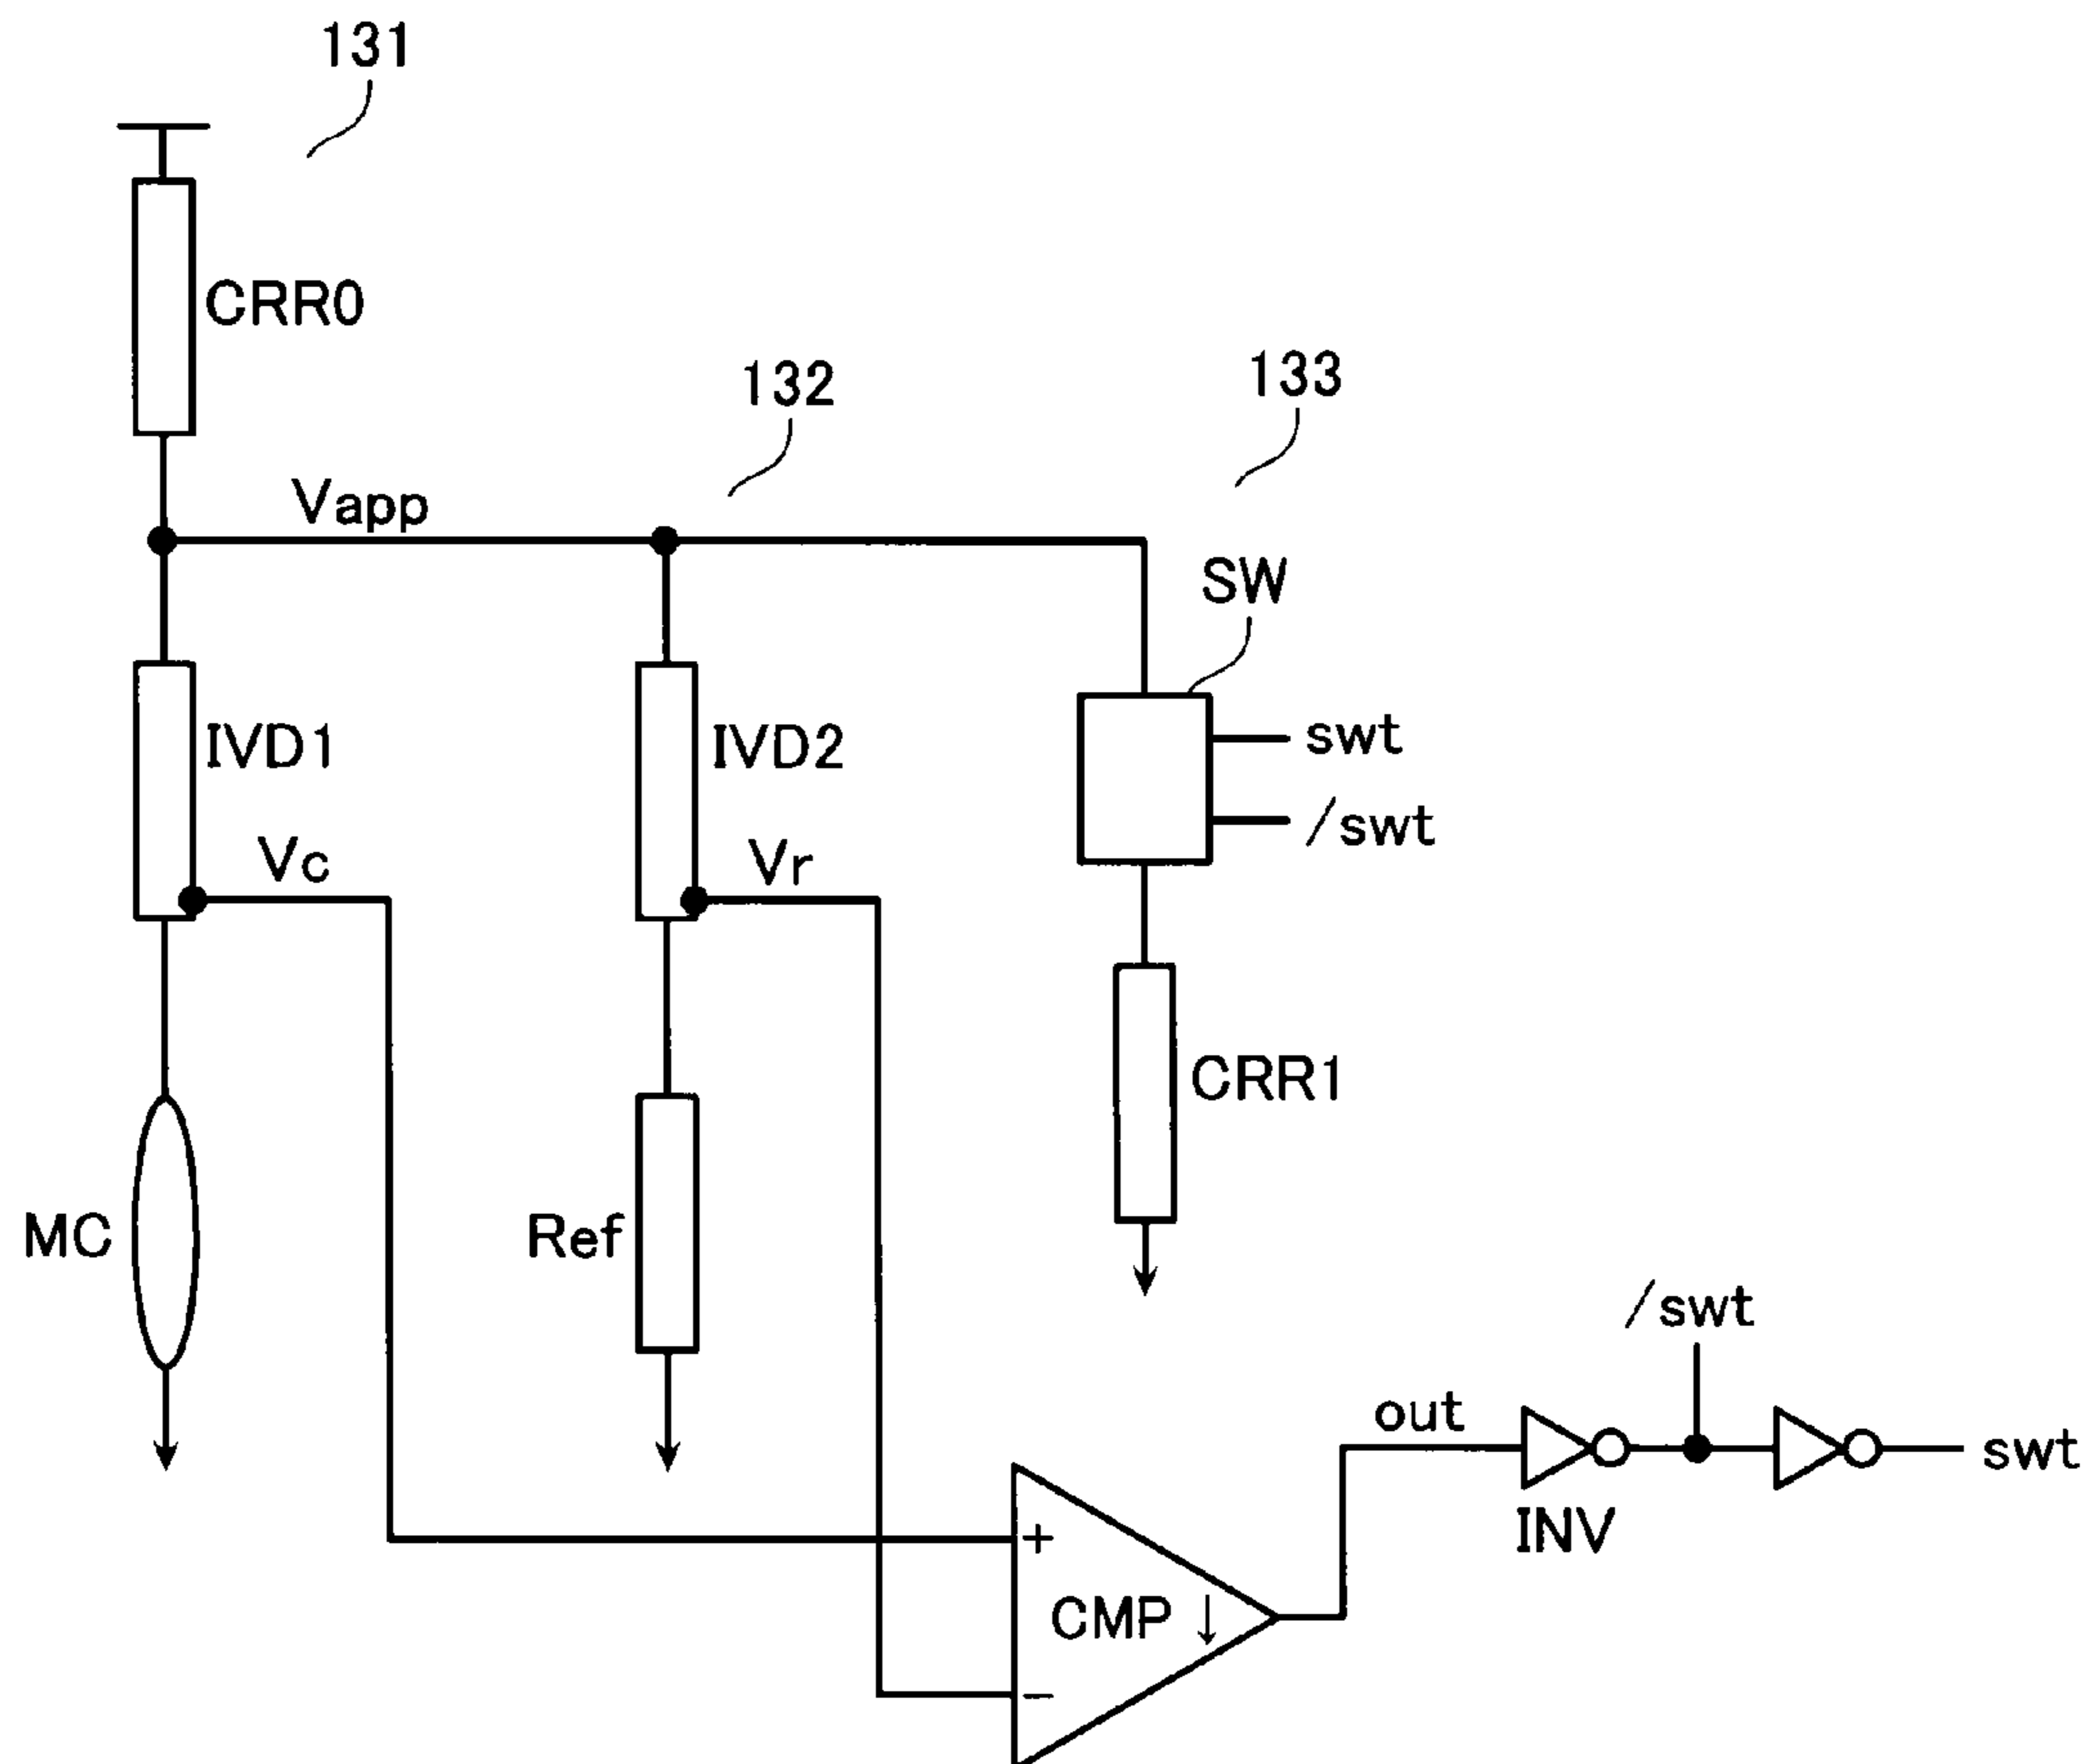 131
CRR0
132
133
Vapp
SW
IVD1
IVD2
swt
/swt
Vc
Vr
CRR1
MC
Ref
/swt
out
swt
INV
+
CMP ↓
−